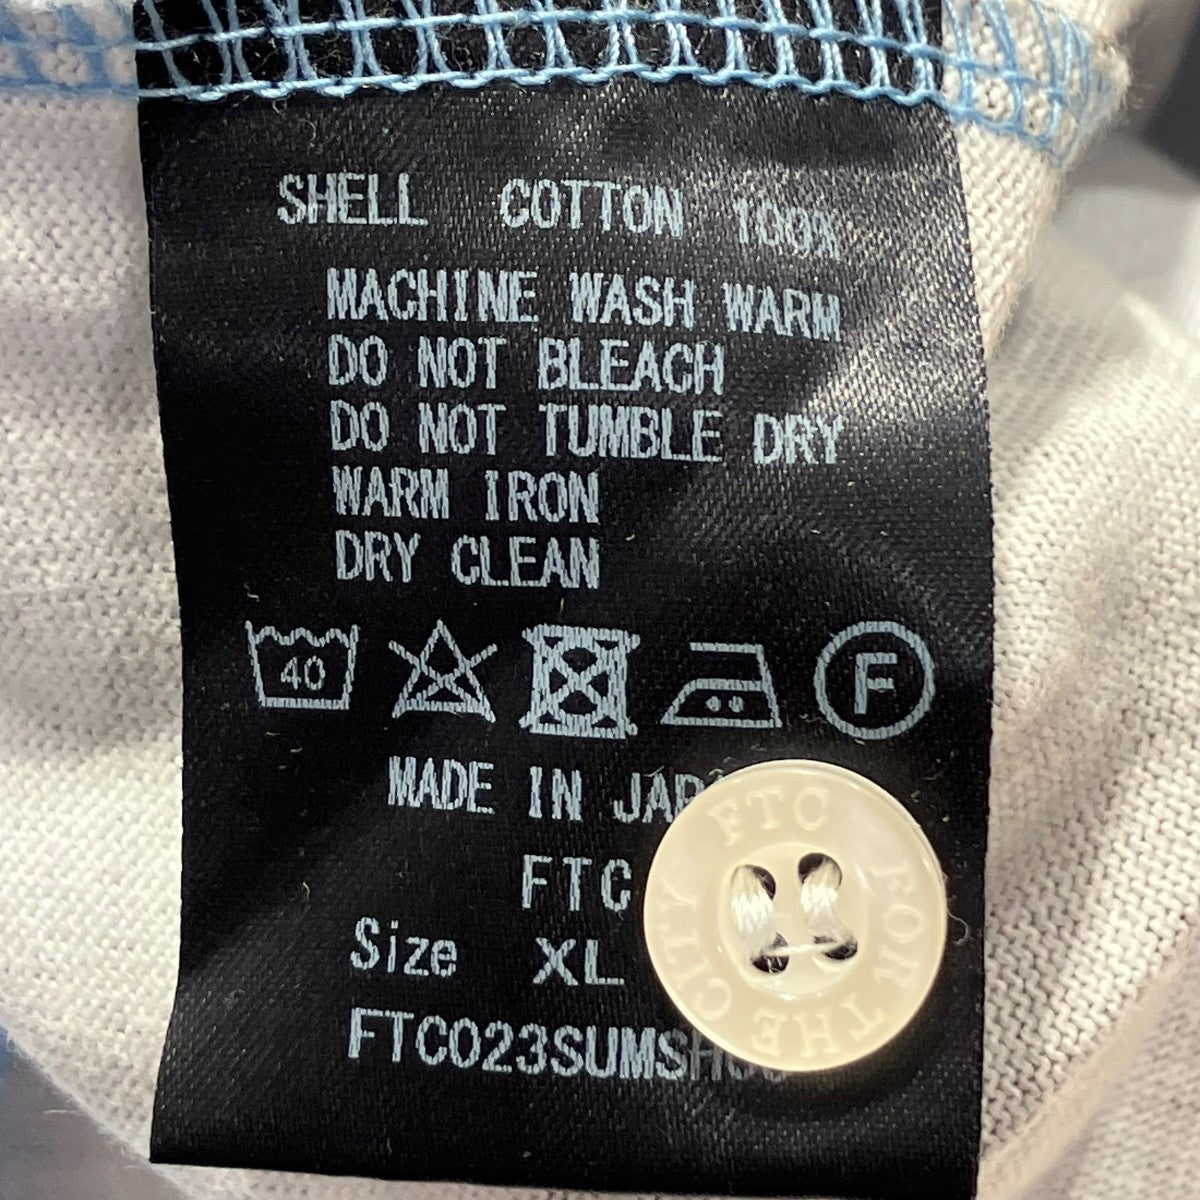 SHELL COTTON 100%
MACHINE WASH WARM
DO NOT BLEACH
DO NOT TUMBLE DRY
WARM IRON
DRY CLEAN
40
F
MADE IN JAPA
FTC
Size XL
FTC023SUMSH
FTC FOR THE CITY